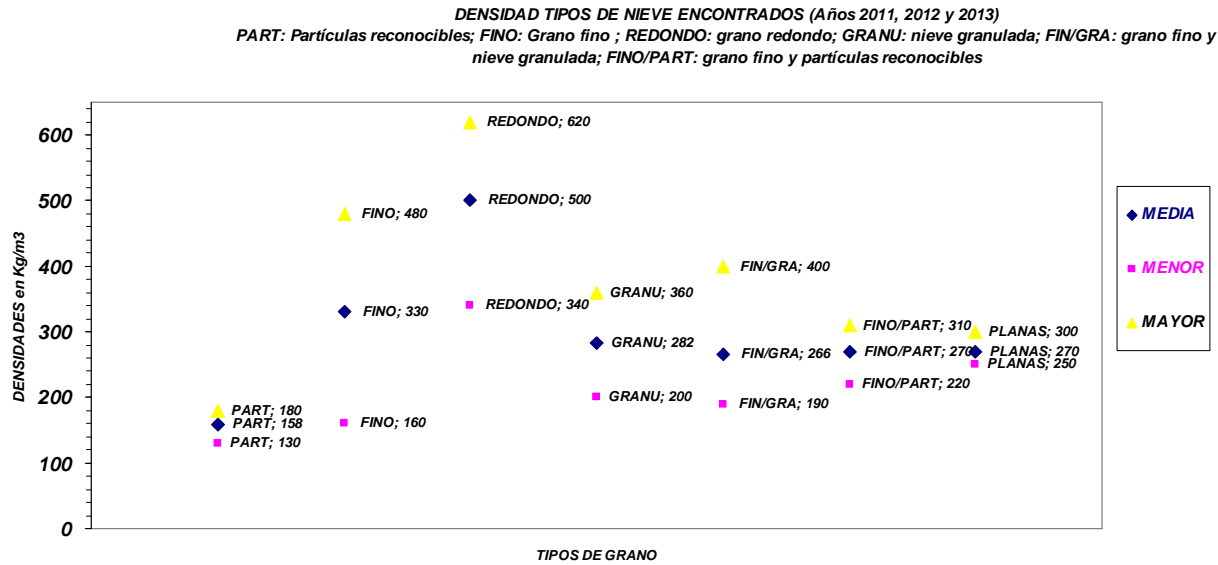 DENSIDAD TIPOS DE NIEVE ENCONTRADOS (Años 2011, 2012 y 2013)
PART: Partículas reconocibles; FINO: Grano fino ; REDONDO: grano redondo; GRANU: nieve granulada; FIN/GRA: grano fino y
nieve granulada; FINO/PART: grano fino y partículas reconocibles
DENSIDADES en Kg/m3
600
500
400
300
200
100
0
PART; 180
PART; 158
PART; 130
FINO; 480
FINO; 330
FINO; 160
REDONDO; 620
REDONDO; 500
REDONDO; 340
GRANU; 360
GRANU; 282
GRANU; 200
FIN/GRA; 400
FIN/GRA; 266
FIN/GRA; 190
FINO/PART; 310
FINO/PART; 270
FINO/PART; 220
PLANAS; 300
PLANAS; 270
PLANAS; 250
TIPOS DE GRANO
MEDIA
MENOR
MAYOR